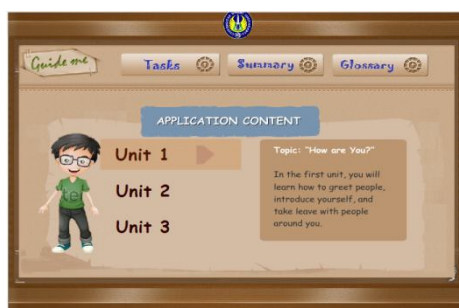 Guide me
Tasks
Summary
Glossary
APPLICATION CONTENT
Unit 1
Unit 2
Unit 3
Topic: "How are You?"
In the first unit, you will
learn how to greet people,
introduce yourself, and
take leave with people
around you.